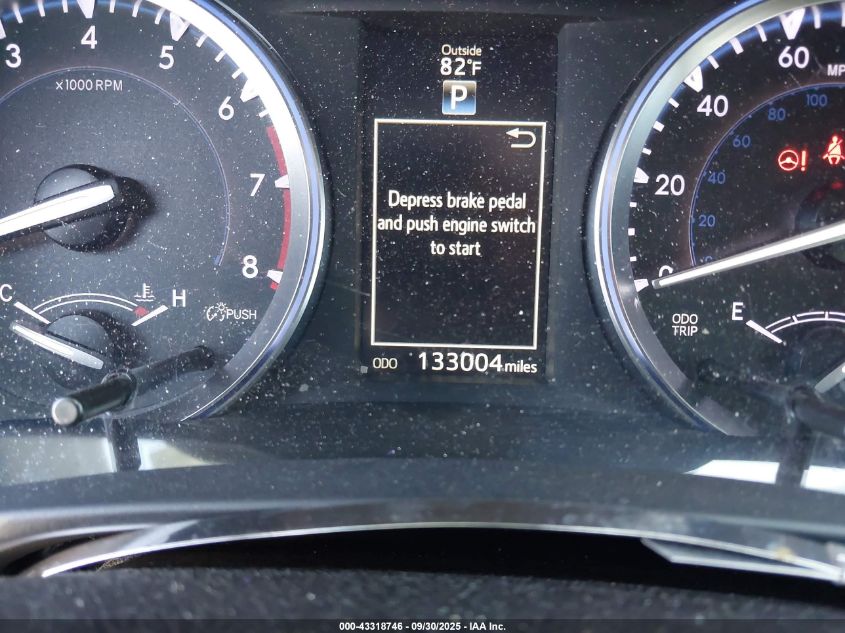 3
4
5
6
7
8
x1000 RPM
C
H
PUSH
Outside
82°F
P
Depress brake pedal
and push engine switch
to start
ODO 133004 miles
0
20
40
60
20
40
60
80
100
ODO
TRIP
E
000-43318746 - 09/30/2025 - IAA Inc.